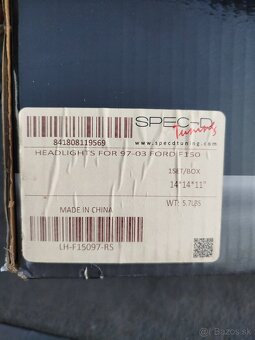 SPEC-D
Tuning
841808119569
www.specdtuning.com
HEADLIGHTS FOR 97-03 FORD F150
1SET/BOX
14*14*11"
MADE IN CHINA
WT: 5.7LBS
LH-F15097-RS
bazos.sk